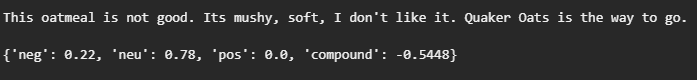 This oatmeal is not good. Its mushy, soft, I don't like it. Quaker Oats is the way to go.
{'neg': 0.22, 'neu': 0.78, 'pos': 0.0, 'compound': -0.5448}